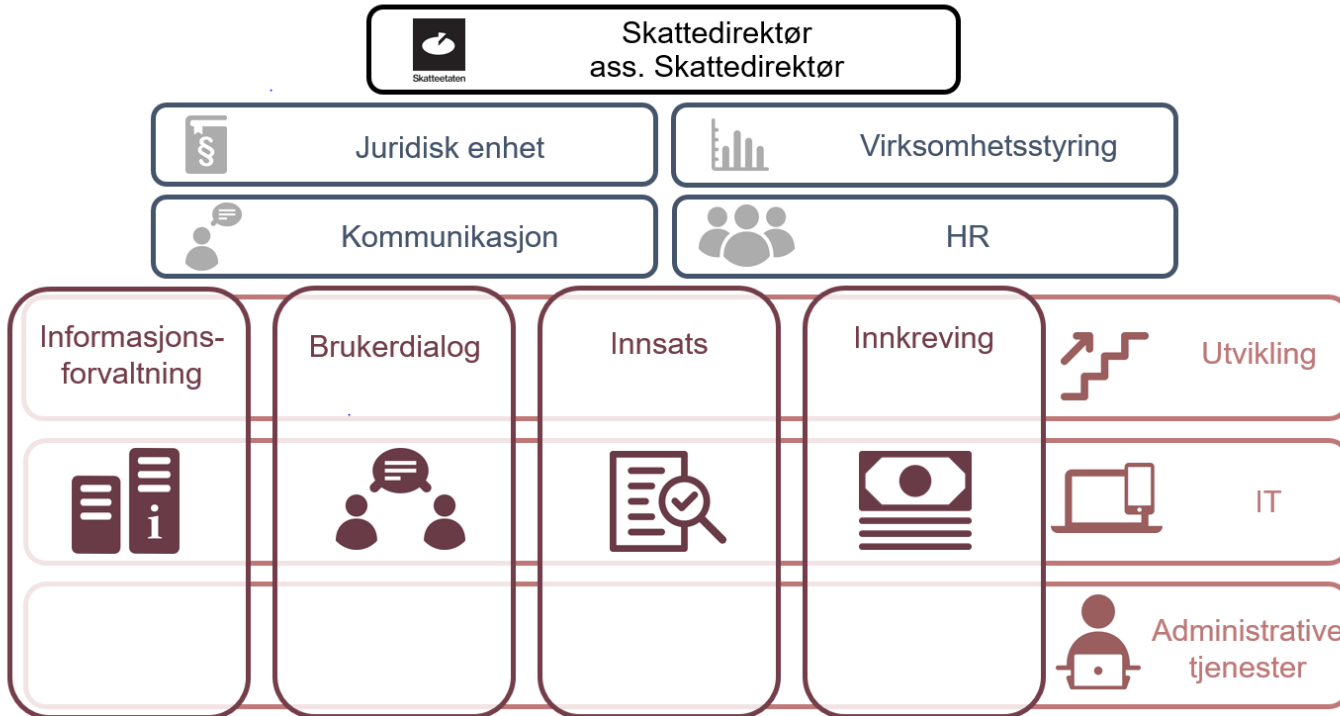 Skattedirektør
ass. Skattedirektør
Skatteetaten
§
Juridisk enhet
Virksomhetsstyring
Kommunikasjon
HR
Informasjons-
forvaltning
Brukerdialog
Innsats
Innkreving
Utvikling
i
IT
Administrative
tjenester